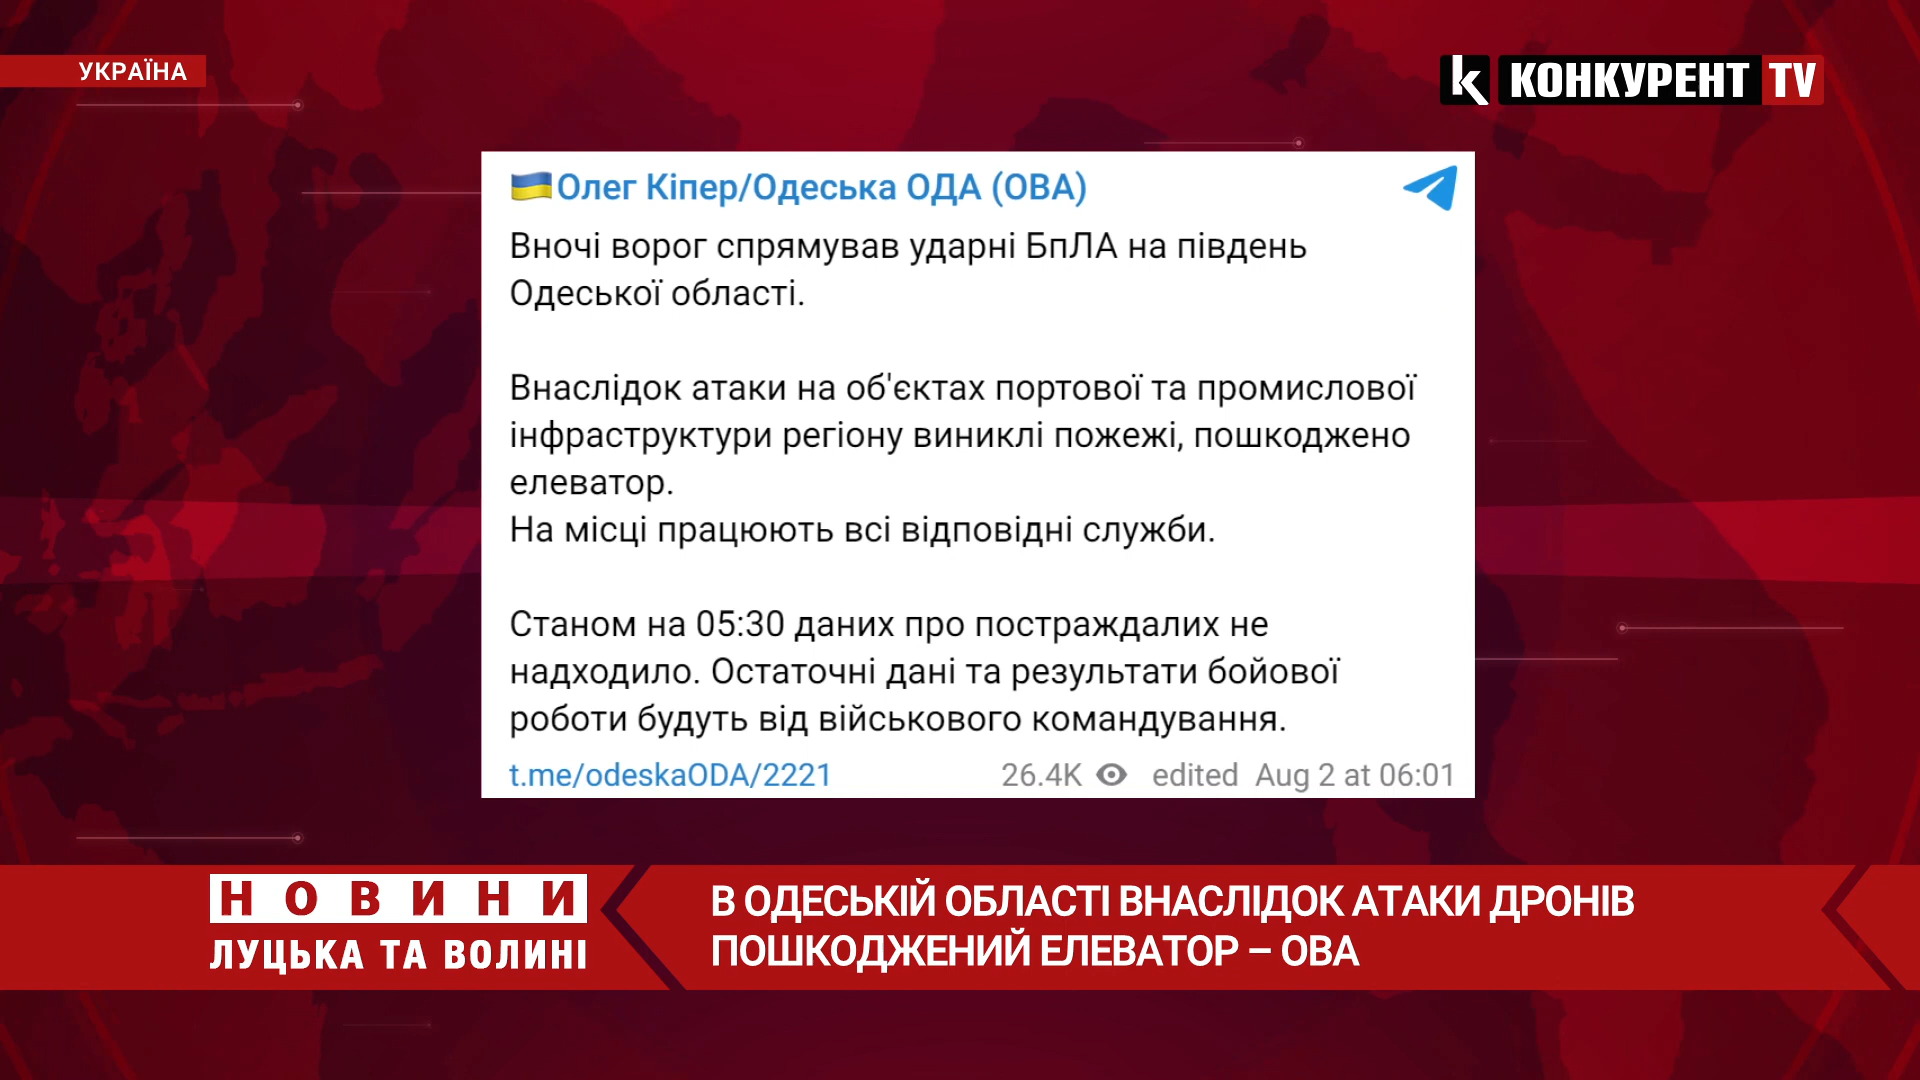 УКРАЇНА
k КОНКУРЕНТ TV
🇺🇦Олег Кіпер/Одеська ОДА (ОВА)
Вночі ворог спрямував ударні БпЛА на південь
Одеської області.
Внаслідок атаки на об'єктах портової та промислової
інфраструктури регіону виниклі пожежі, пошкоджено
елеватор.
На місці працюють всі відповідні служби.
Станом на 05:30 даних про постраждалих не
надходило. Остаточні дані та результати бойової
роботи будуть від військового командування.
t.me/odeskaODA/2221 26.4K edited Aug 2 at 06:01
НОВИНИ
ЛУЦЬКА ТА ВОЛИНІ
В ОДЕСЬКІЙ ОБЛАСТІ ВНАСЛІДОК АТАКИ ДРОНІВ
ПОШКОДЖЕНИЙ ЕЛЕВАТОР – ОВА